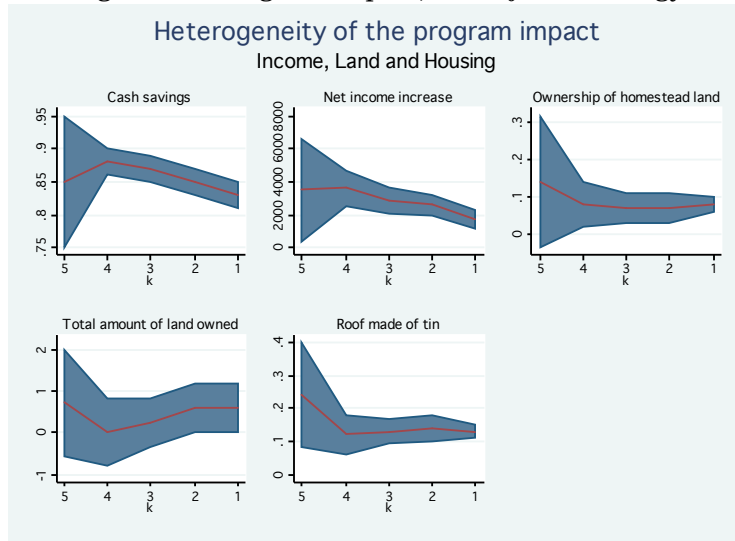 Heterogeneity of the program impact
Income, Land and Housing
Cash savings
.75 .8 .85 .9 .95
5 4 3 2 1
k
Net income increase
0 2000 4000 6000 8000
5 4 3 2 1
k
Ownership of homestead land
0 .1 .2 .3
5 4 3 2 1
k
Total amount of land owned
-1 0 1 2
5 4 3 2 1
k
Roof made of tin
0 .1 .2 .3 .4
5 4 3 2 1
k